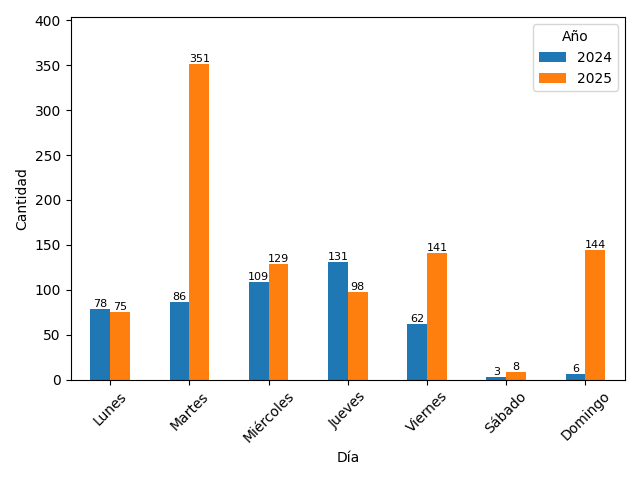 400
350
300
250
200
150
100
50
0
Cantidad
Año
2024
2025
78 75
86 351
109 129
131 98
62 141
3 8
6 144
Lunes
Martes
Miércoles
Jueves
Viernes
Sábado
Domingo
Día